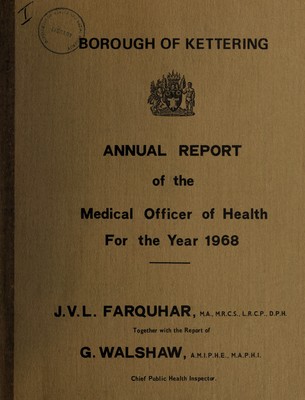 I
BOROUGH OF KETTERING
ANNUAL REPORT
of the
Medical Officer of Health
For the Year 1968
J.V.L. FARQUHAR, M.A., M.R.C.S., L.R.C.P., D.P.H.
Together with the Report of
G. WALSHAW, A.M.I.P.H.E., M.A.P.H.I.
Chief Public Health Inspector.